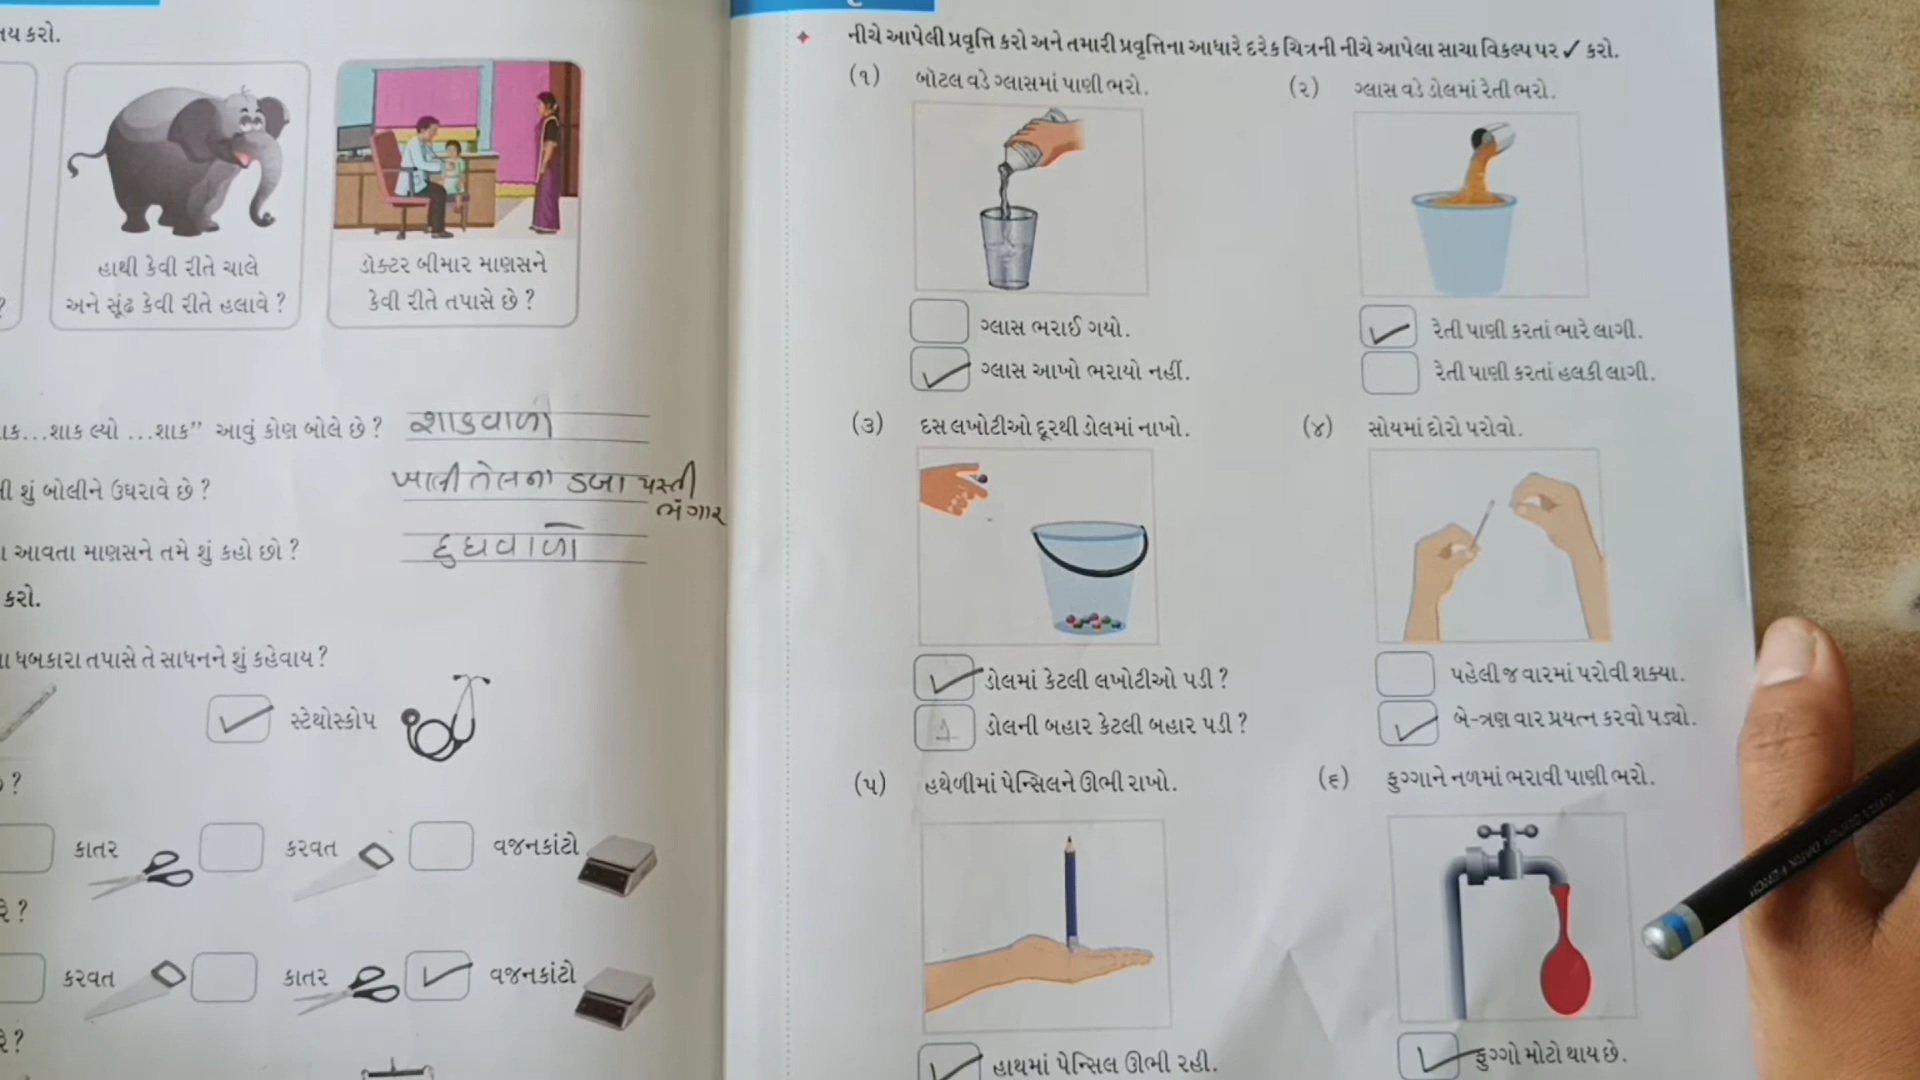 કરો.
હાથી કેવી રીતે ચાલે
અને સૂંઢ કેવી રીતે હલાવે ?
ડૉક્ટર બીમાર માણસને
કેવી રીતે તપાસે છે ?
...શાક લ્યો ...શાક” આવું કોણ બોલે છે ? શાકવાળી
શું બોલીને ઉઘરાવે છે ? ખાલી તેલના ડબા પસ્તી
ભંગાર
આવતા માણસને તમે શું કહો છો ? દુધવાળો
કરો.
ધબકારા તપાસે તે સાધનને શું કહેવાય ?
✓ સ્ટેથોસ્કોપ
?
કાતર કરવત વજનકાંટો
?
કરવત કાતર ✓ વજનકાંટો
?
નીચે આપેલી પ્રવૃત્તિ કરો અને તમારી પ્રવૃત્તિના આધારે દરેક ચિત્રની નીચે આપેલા સાચા વિકલ્પ પર ✓ કરો.
(૧) બૉટલ વડે ગ્લાસમાં પાણી ભરો.
ગ્લાસ ભરાઈ ગયો.
✓ ગ્લાસ આખો ભરાયો નહીં.
(૨) ગ્લાસ વડે ડોલમાં રેતી ભરો.
✓ રેતી પાણી કરતાં ભારે લાગી.
રેતી પાણી કરતાં હલકી લાગી.
(૩) દસ લખોટીઓ દૂરથી ડોલમાં નાખો.
✓ ડોલમાં કેટલી લખોટીઓ પડી ?
ડોલની બહાર કેટલી બહાર પડી ?
(૪) સોયમાં દોરો પરોવો.
પહેલી જ વારમાં પરોવી શક્યા.
✓ બે-ત્રણ વાર પ્રયત્ન કરવો પડ્યો.
(૫) હથેળીમાં પેન્સિલને ઊભી રાખો.
✓ હાથમાં પેન્સિલ ઊભી રહી.
(૬) ફુગ્ગાને નળમાં ભરાવી પાણી ભરો.
✓ ફુગ્ગો મોટો થાય છે.